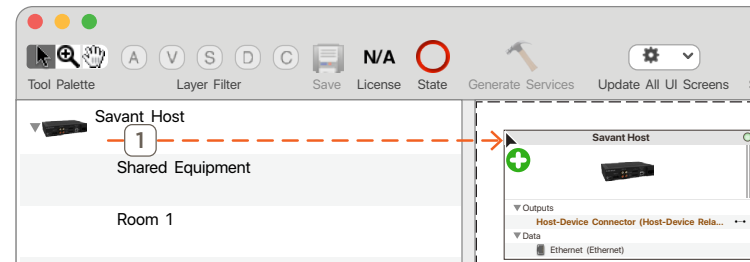 A V S D C N/A
Tool Palette Layer Filter Save License State Generate Services Update All UI Screens
Savant Host
1
Shared Equipment
Room 1
Savant Host
Outputs
Host-Device Connector (Host-Device Rela...
Data
Ethernet (Ethernet)